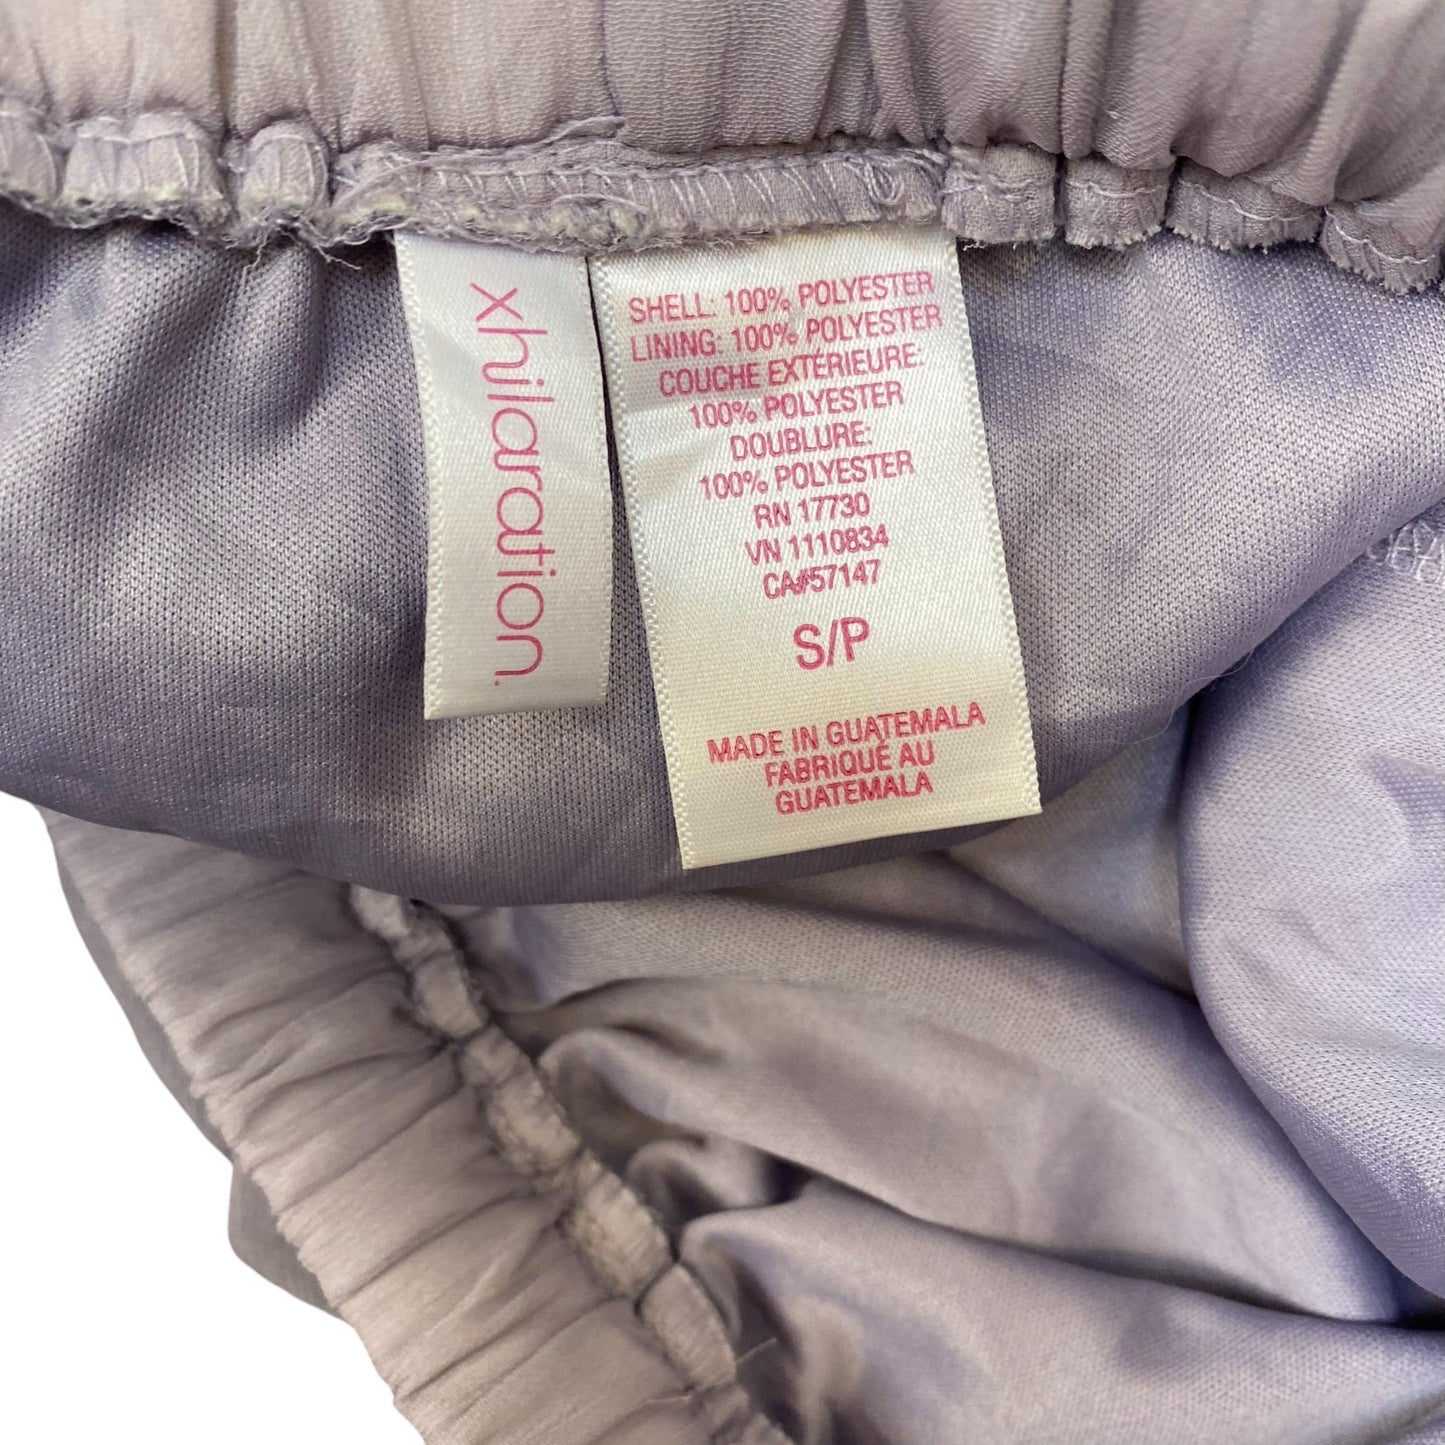 xhilaration.
SHELL: 100% POLYESTER
LINING: 100% POLYESTER
COUCHE EXTÉRIEURE:
100% POLYESTER
DOUBLURE:
100% POLYESTER
RN 17730
VN 1110834
CA#57147
S/P
MADE IN GUATEMALA
FABRIQUÉ AU
GUATEMALA